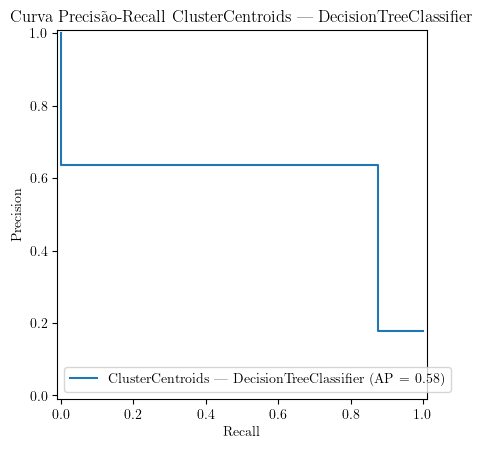 Curva Precisão-Recall ClusterCentroids — DecisionTreeClassifier
1.0
0.8
0.6
0.4
0.2
0.0
Precision
ClusterCentroids — DecisionTreeClassifier (AP = 0.58)
0.0 0.2 0.4 0.6 0.8 1.0
Recall